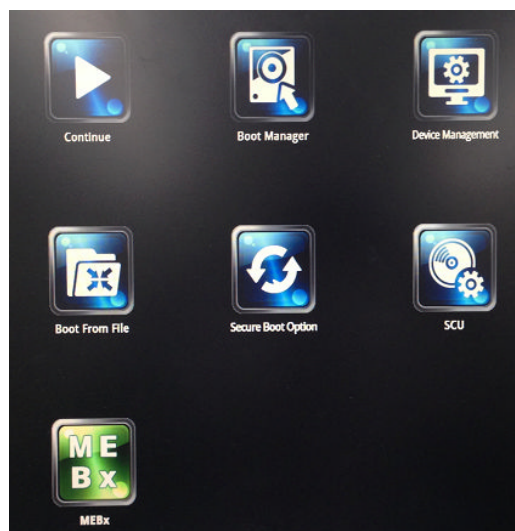 Continue
Boot Manager
Device Management
Boot From File
Secure Boot Option
SCU
ME
Bx
MEBx